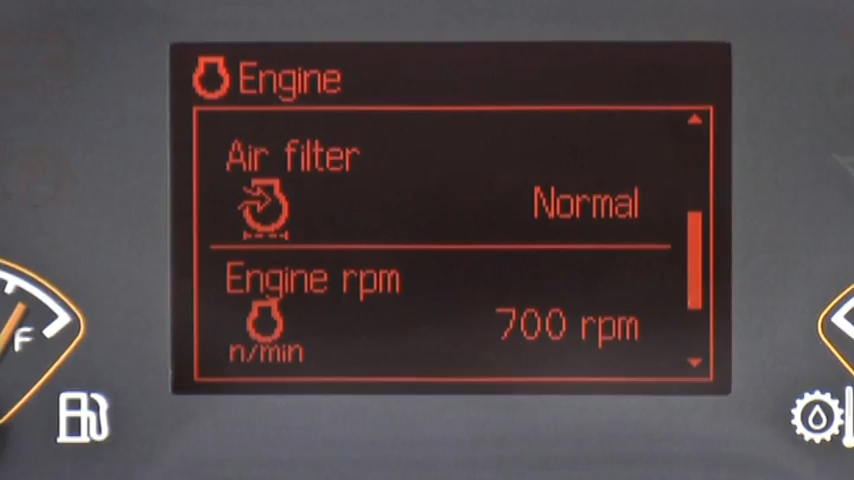 Engine
Air filter
Normal
Engine rpm
700 rpm
n/min
F